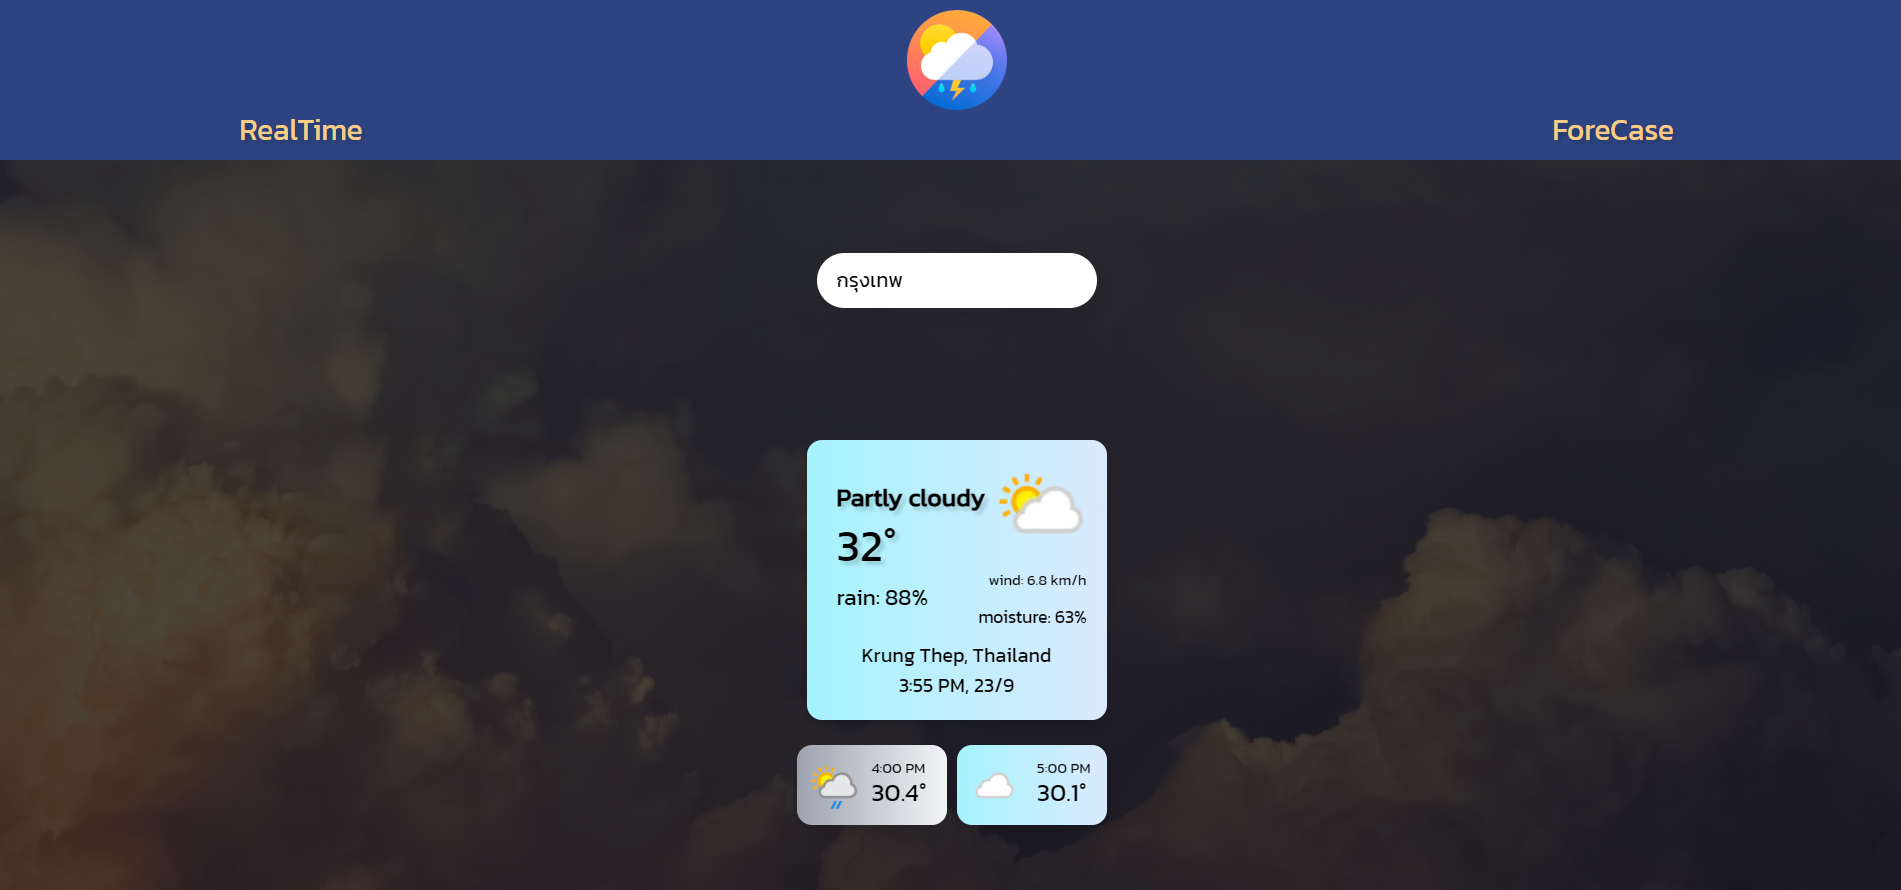 RealTime
ForeCase
กรุงเทพ
Partly cloudy
32°
rain: 88%
wind: 6.8 km/h
moisture: 63%
Krung Thep, Thailand
3:55 PM, 23/9
4:00 PM
30.4°
5:00 PM
30.1°